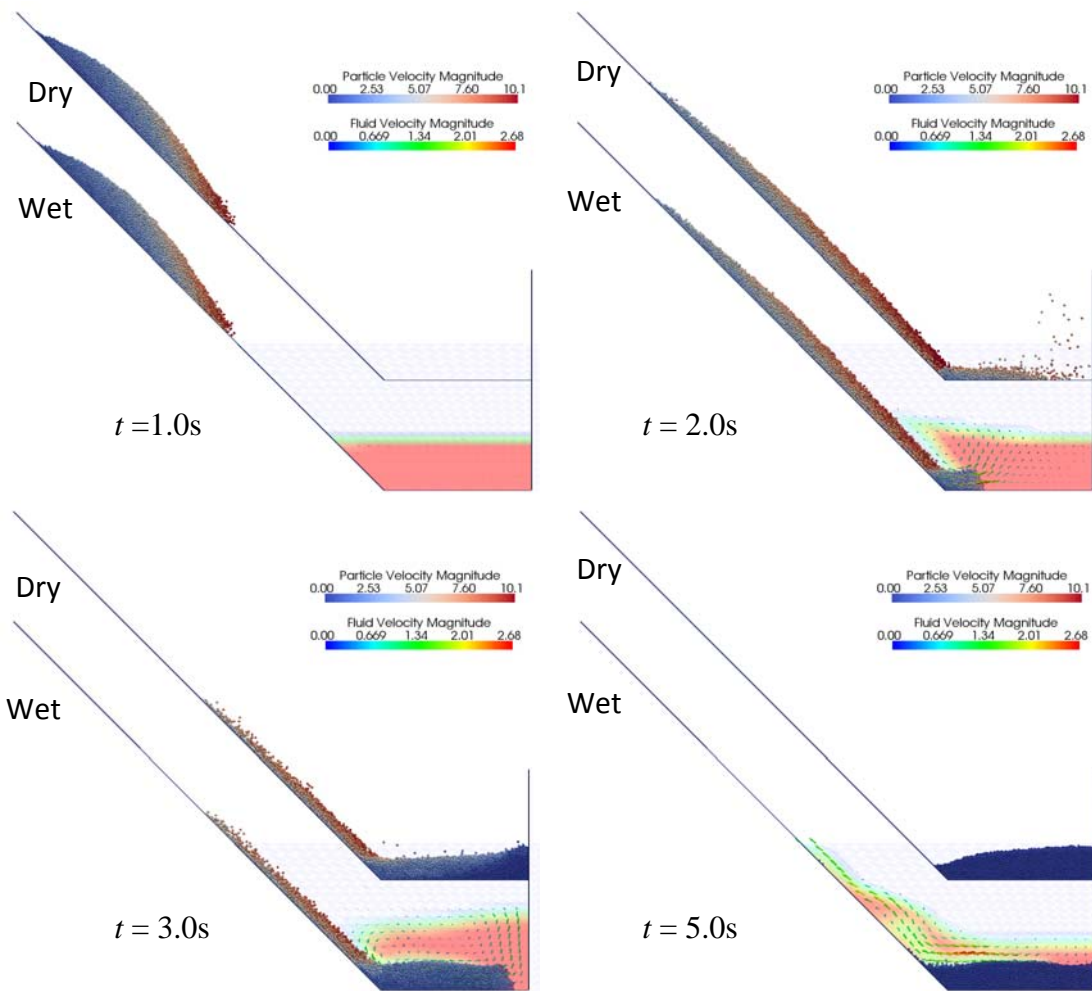 Dry
Particle Velocity Magnitude
0.00 2.53 5.07 7.60 10.1
Fluid Velocity Magnitude
0.00 0.669 1.34 2.01 2.68
Wet
t =1.0s
Dry
Particle Velocity Magnitude
0.00 2.53 5.07 7.60 10.1
Fluid Velocity Magnitude
0.00 0.669 1.34 2.01 2.68
Wet
t = 2.0s
Dry
Particle Velocity Magnitude
0.00 2.53 5.07 7.60 10.1
Fluid Velocity Magnitude
0.00 0.669 1.34 2.01 2.68
Wet
t = 3.0s
Dry
Particle Velocity Magnitude
0.00 2.53 5.07 7.60 10.1
Fluid Velocity Magnitude
0.00 0.669 1.34 2.01 2.68
Wet
t = 5.0s